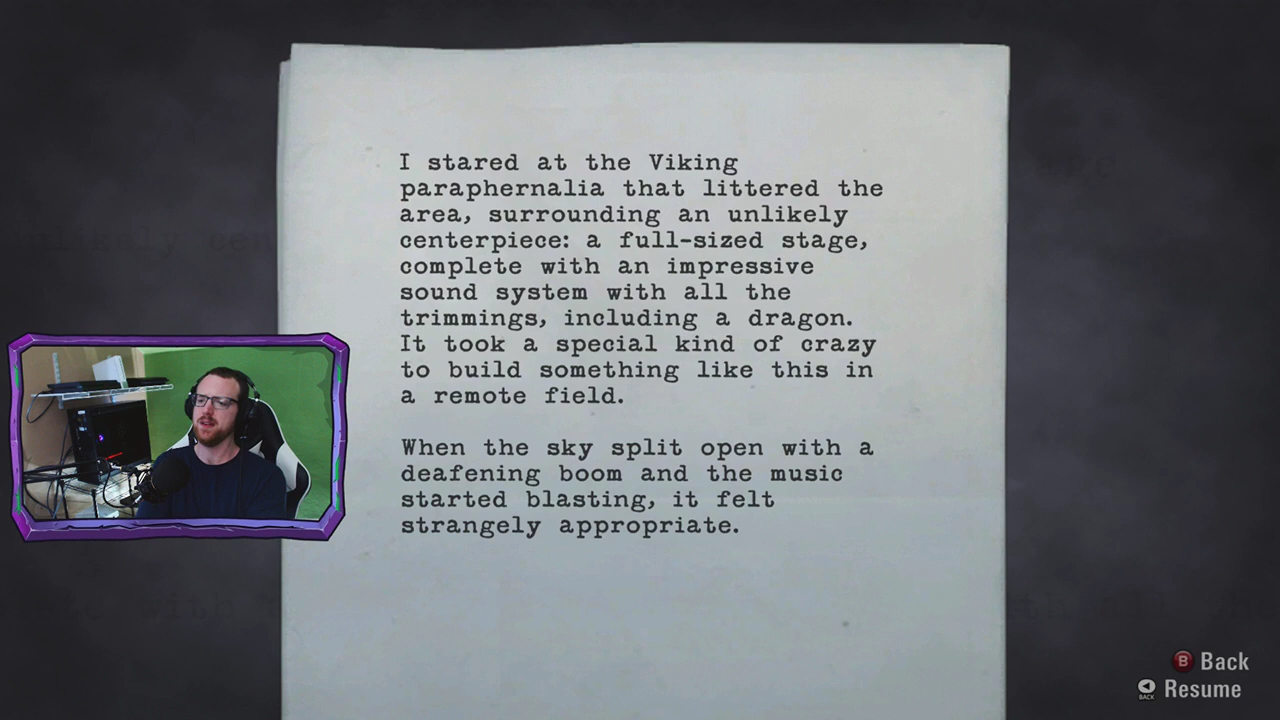 I stared at the Viking
paraphernalia that littered the
area, surrounding an unlikely
centerpiece: a full-sized stage,
complete with an impressive
sound system with all the
trimmings, including a dragon.
It took a special kind of crazy
to build something like this in
a remote field.
When the sky split open with a
deafening boom and the music
started blasting, it felt
strangely appropriate.
B Back
BACK Resume